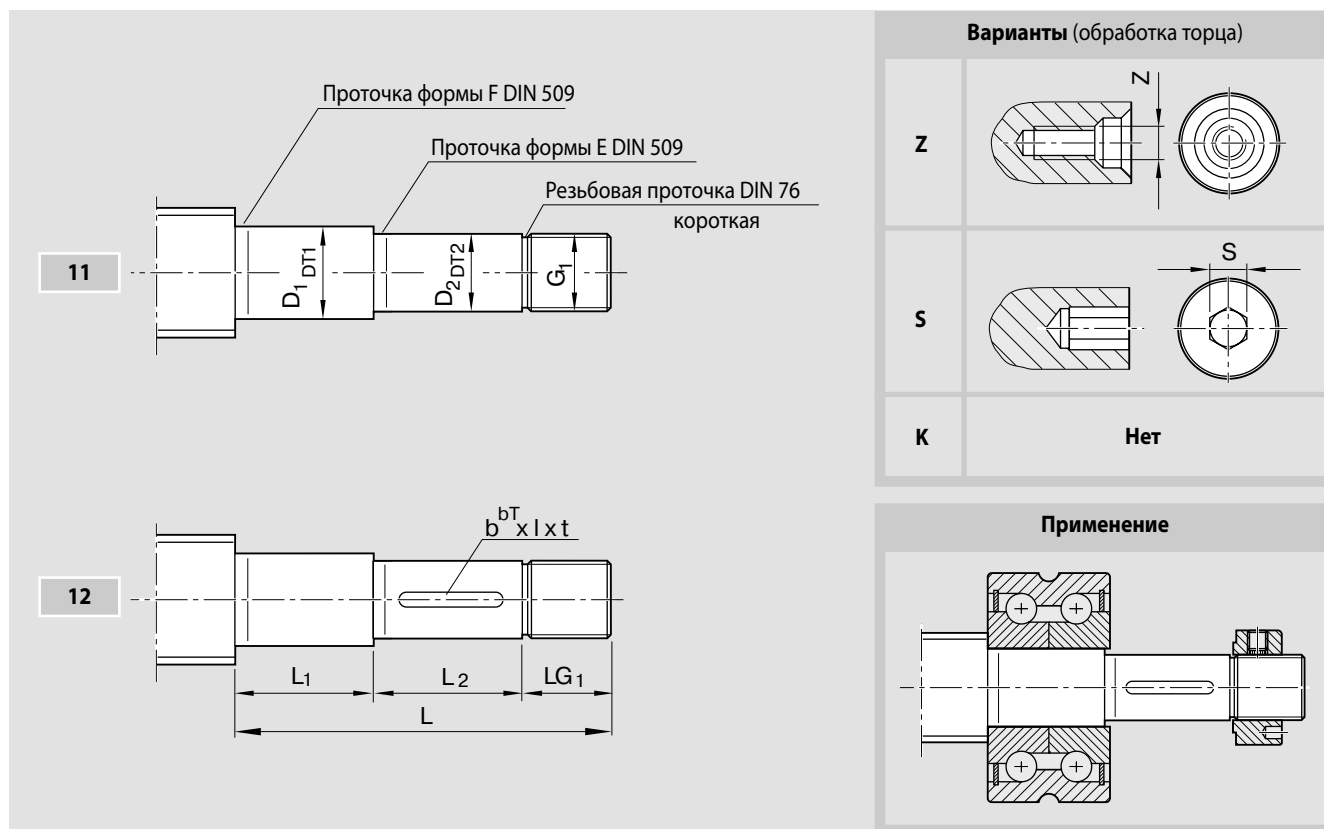 Проточка формы F DIN 509
Проточка формы E DIN 509
Резьбовая проточка DIN 76
короткая
11
D1 DT1
D2 DT2
G1
12
bbT x l x t
L1
L2
LG1
L
Варианты (обработка торца)
Z
Z
S
S
K
Нет
Применение